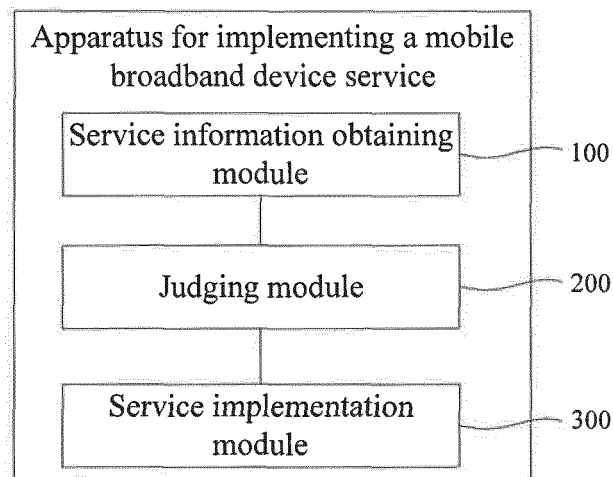 Apparatus for implementing a mobile
broadband device service
Service information obtaining
module
100
Judging module
200
Service implementation
module
300